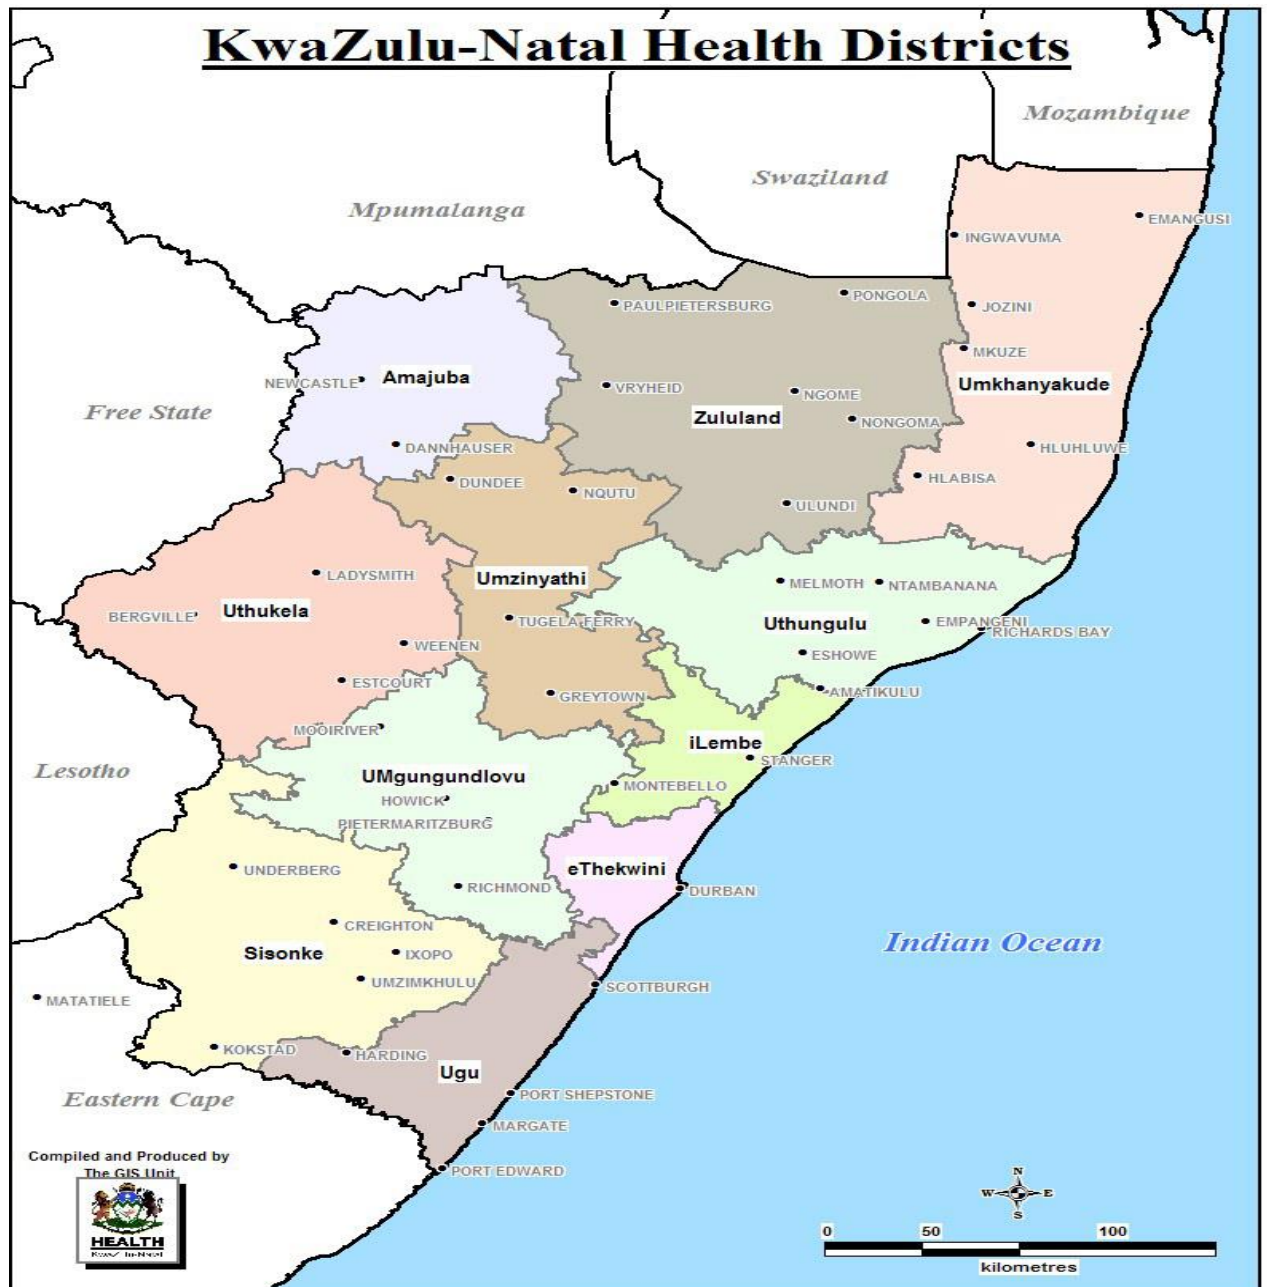 KwaZulu-Natal Health Districts
Mozambique
Swaziland
Mpumalanga
EMANGUSI
INGWAVUMA
PAULPIETERSBURG
PONGOLA
JOZINI
MKUZE
Amajuba
NEWCASTLE
Umkhanyakude
VRYHEID
NGOME
Free State
Zululand
NONGOMA
DANNHAUSER
HLUHLUWE
DUNDEE
NQUTU
HLABISA
ULUNDI
LADYSMITH
Umzinyathi
MELMOTH
NTAMBANANA
BERGVILLE
Uthukela
TUGELA FERRY
Uthungulu
EMPANGENI
RICHARDS BAY
WEENEN
ESHOWE
ESTCOURT
GREYTOWN
AMATIKULU
MOOIRIVER
iLembe
STANGER
Lesotho
UMgungundlovu
MONTEBELLO
HOWICK
PIETERMARITZBURG
UNDERBERG
eThekwini
RICHMOND
DURBAN
CREIGHTON
Indian Ocean
Sisonke
IXOPO
UMZIMKHULU
SCOTTBURGH
MATATIELE
KOKSTAD
HARDING
Ugu
Eastern Cape
PORT SHEPSTONE
MARGATE
PORT EDWARD
Compiled and Produced by
The GIS Unit
HEALTH
KwaZulu-Natal
N
W E
S
0 50 100
kilometres